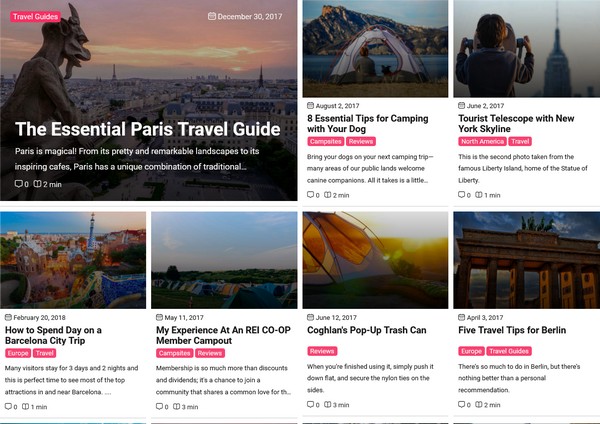 Travel Guides
December 30, 2017
The Essential Paris Travel Guide
Paris is magical! From its pretty and remarkable landscapes to its
inspiring cafes, Paris has a unique combination of traditional...
0 2 min
August 2, 2017
8 Essential Tips for Camping
with Your Dog
Campsites Reviews
Bring your dogs on your next camping trip—
many areas of our public lands welcome
canine companions. All it takes is a little...
0 2 min
June 2, 2017
Tourist Telescope with New
York Skyline
North America Travel
This is the second photo taken from the
famous Liberty Island, home of the Statue of
Liberty.
0 1 min
February 20, 2018
How to Spend Day on a
Barcelona City Trip
Europe Travel
Many visitors stay for 3 days and 2 nights and
this is perfect time to see most of the top
attractions in and near Barcelona. ....
0 1 min
May 11, 2017
My Experience At An REI CO-OP
Member Campout
Campsites Reviews
Membership is so much more than discounts
and dividends; it's a chance to join a
community that shares a common love for th...
0 3 min
June 12, 2017
Coghlan's Pop-Up Trash Can
Reviews
When you're finished using it, simply push it
down flat, and secure the nylon ties on the
sides.
0 3 min
April 3, 2017
Five Travel Tips for Berlin
Europe Travel Guides
There's so much to do in Berlin, but there's
nothing better than a personal
recommendation.
0 2 min